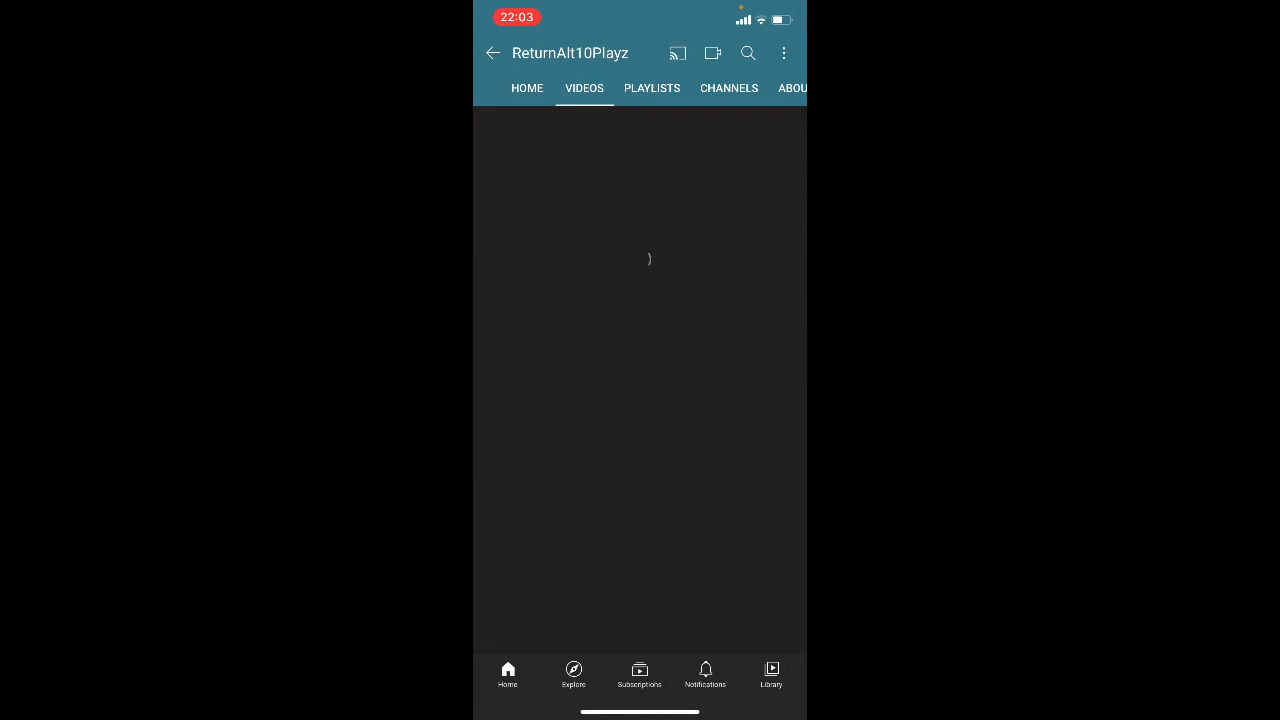 22:03
ReturnAlt10Playz
HOME VIDEOS PLAYLISTS CHANNELS ABOU
Home Explore Subscriptions Notifications Library